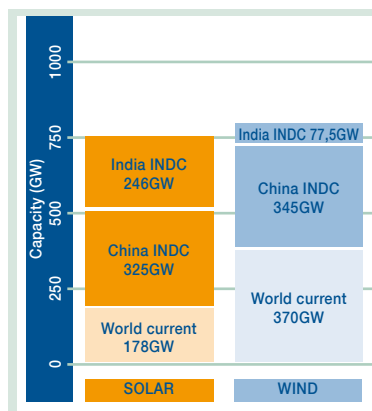 Capacity (GW)
1000
750
500
250
0
India INDC
246GW
China INDC
325GW
World current
178GW
SOLAR
India INDC 77,5GW
China INDC
345GW
World current
370GW
WIND